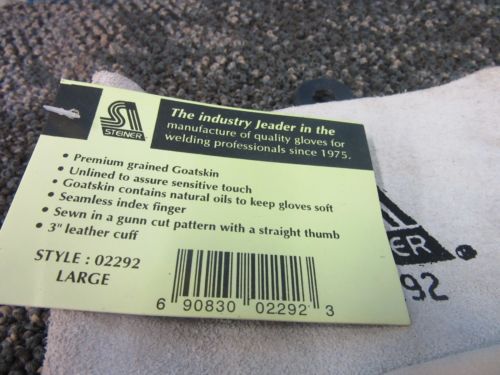 STEINER
The industry leader in the
manufacture of quality gloves for
welding professionals since 1975.
• Premium grained Goatskin
• Unlined to assure sensitive touch
• Goatskin contains natural oils to keep gloves soft
• Seamless index finger
• Sewn in a gunn cut pattern with a straight thumb
• 3" leather cuff
STYLE : 02292
LARGE
6 90830 02292 3
NER
92